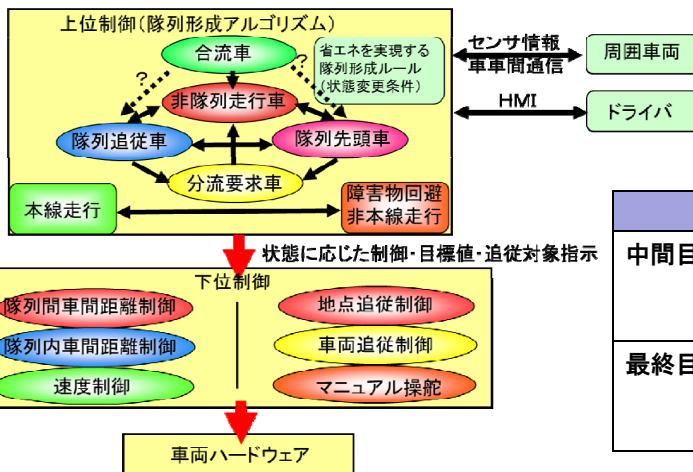 上位制御(隊列形成アルゴリズム)
合流車
?
?
省エネを実現する
隊列形成ルール
(状態変更条件)
非隊列走行車
隊列追従車
隊列先頭車
分流要求車
本線走行
障害物回避
非本線走行
センサ情報
車車間通信
周囲車両
HMI
ドライバ
状態に応じた制御・目標値・追従対象指示
下位制御
隊列間車間距離制御
隊列内車間距離制御
速度制御
地点追従制御
車両追従制御
マニュアル操舵
車両ハードウェア
中間目
最終目